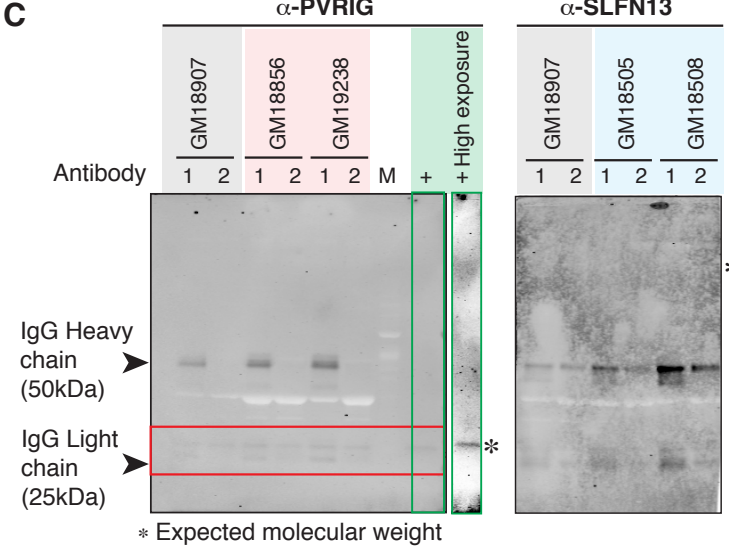 C
α-PVRIG
α-SLFN13
GM18907
GM18856
GM19238
+ High exposure
GM18907
GM18505
GM18508
Antibody 1 2 1 2 1 2 M +
1 2 1 2 1 2
IgG Heavy
chain
(50kDa)
IgG Light
chain
(25kDa)
*
*
* Expected molecular weight